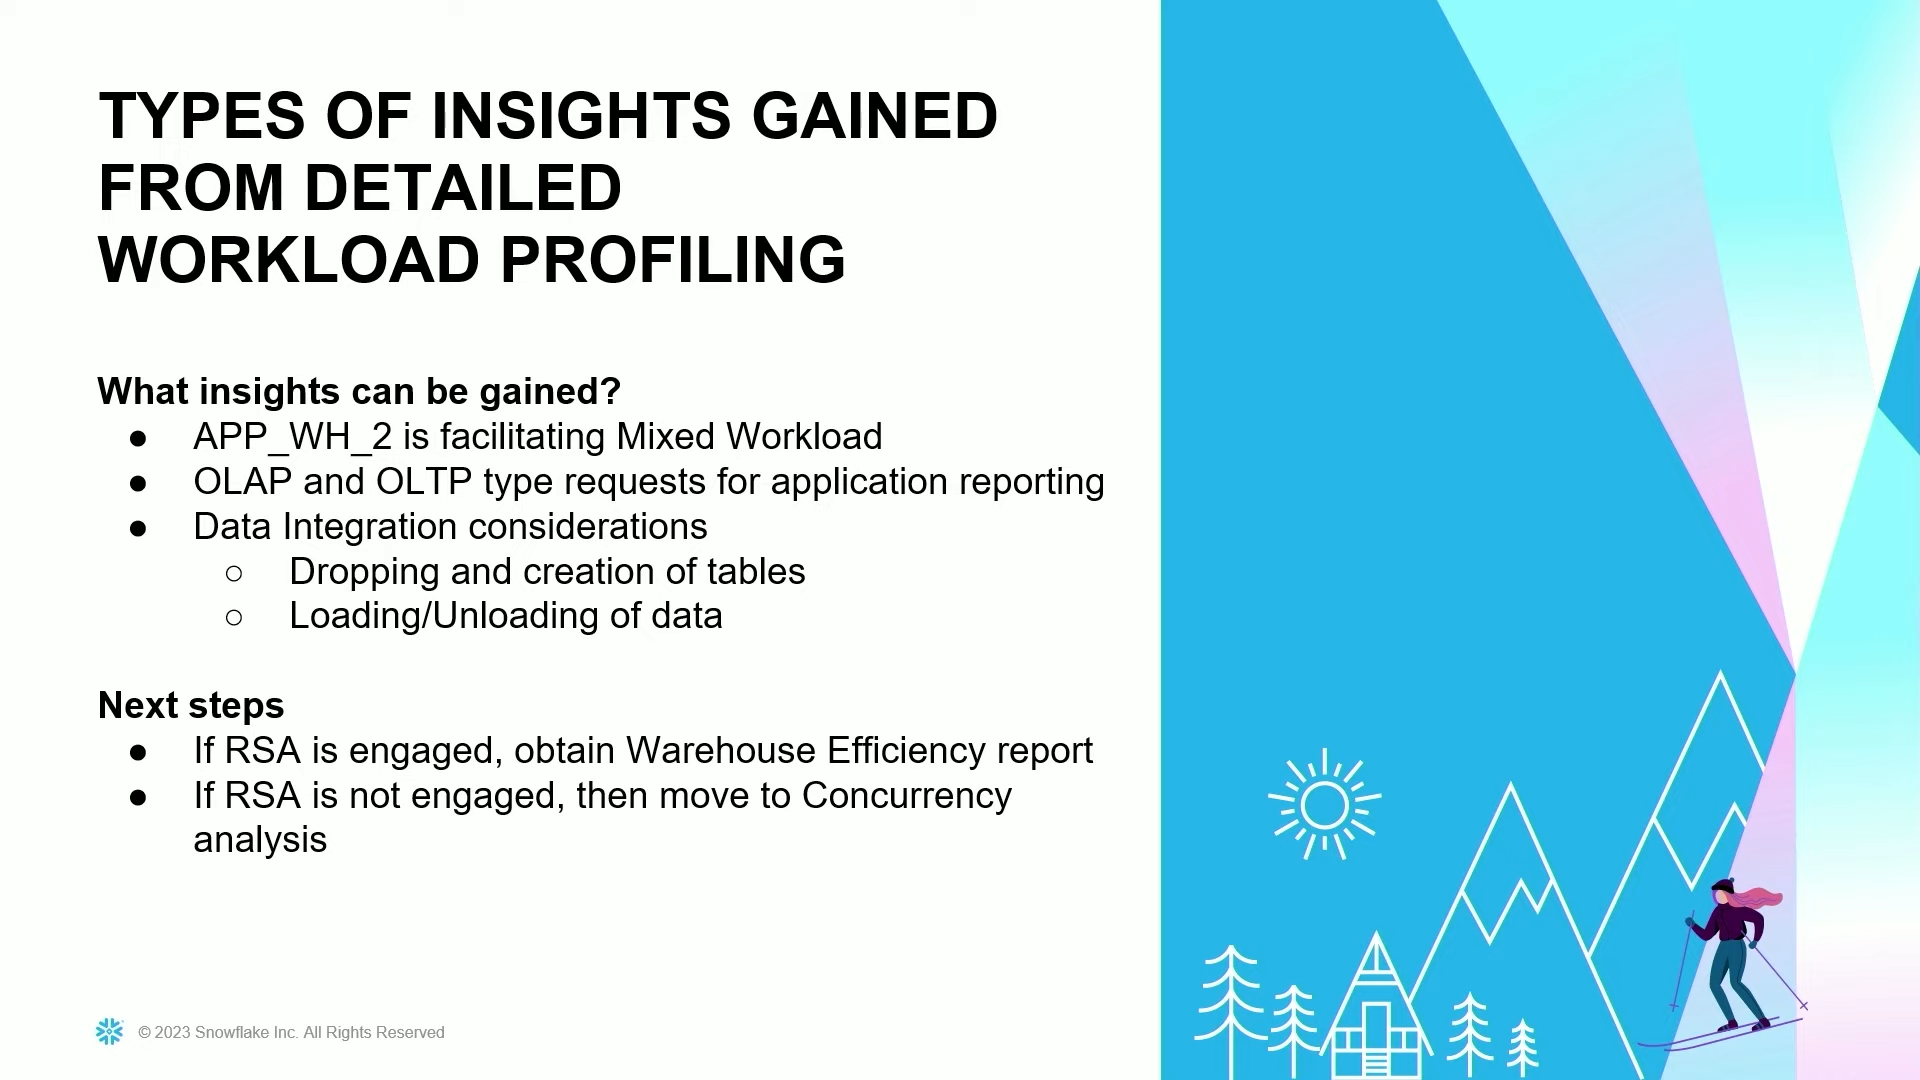 TYPES OF INSIGHTS GAINED
FROM DETAILED
WORKLOAD PROFILING
What insights can be gained?
● APP_WH_2 is facilitating Mixed Workload
● OLAP and OLTP type requests for application reporting
● Data Integration considerations
○ Dropping and creation of tables
○ Loading/Unloading of data
Next steps
● If RSA is engaged, obtain Warehouse Efficiency report
● If RSA is not engaged, then move to Concurrency
analysis
© 2023 Snowflake Inc. All Rights Reserved